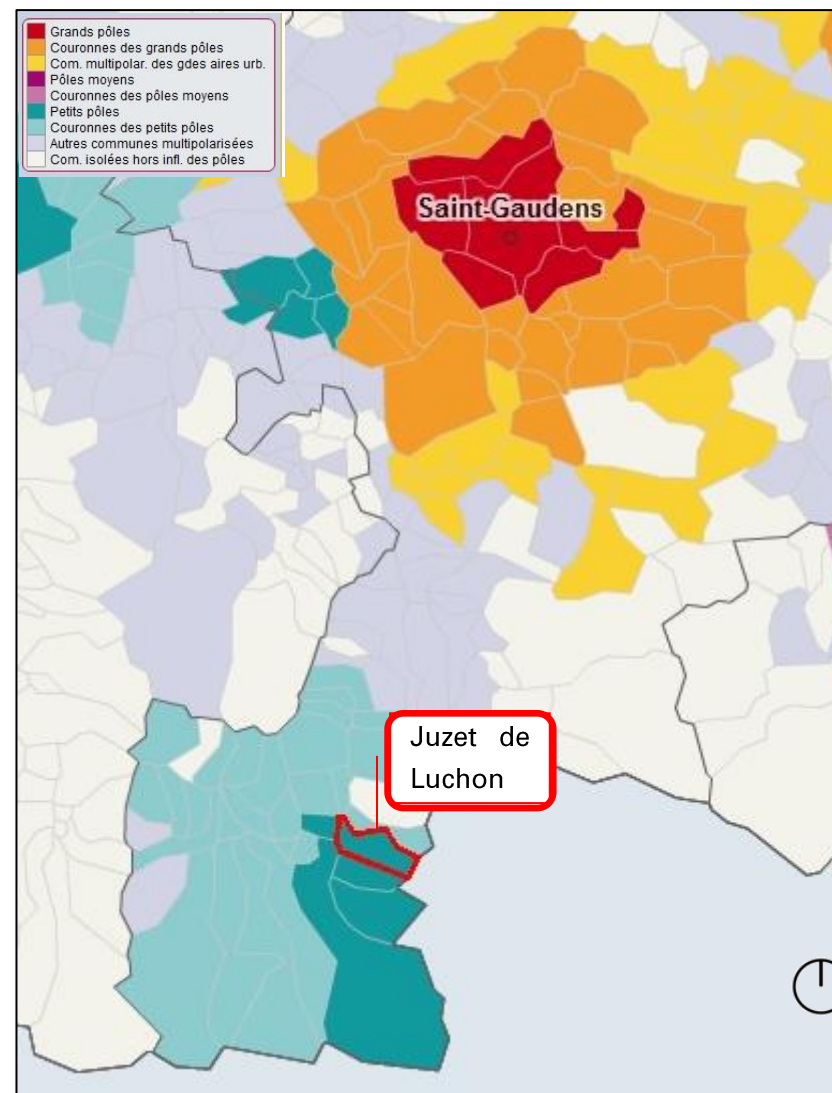 Grands pôles
Couronnes des grands pôles
Com. multipolar. des gdes aires urb.
Pôles moyens
Couronnes des pôles moyens
Petits pôles
Couronnes des petits pôles
Autres communes multipolarisées
Com. isolées hors infl. des pôles
Saint-Gaudens
Juzet de
Luchon